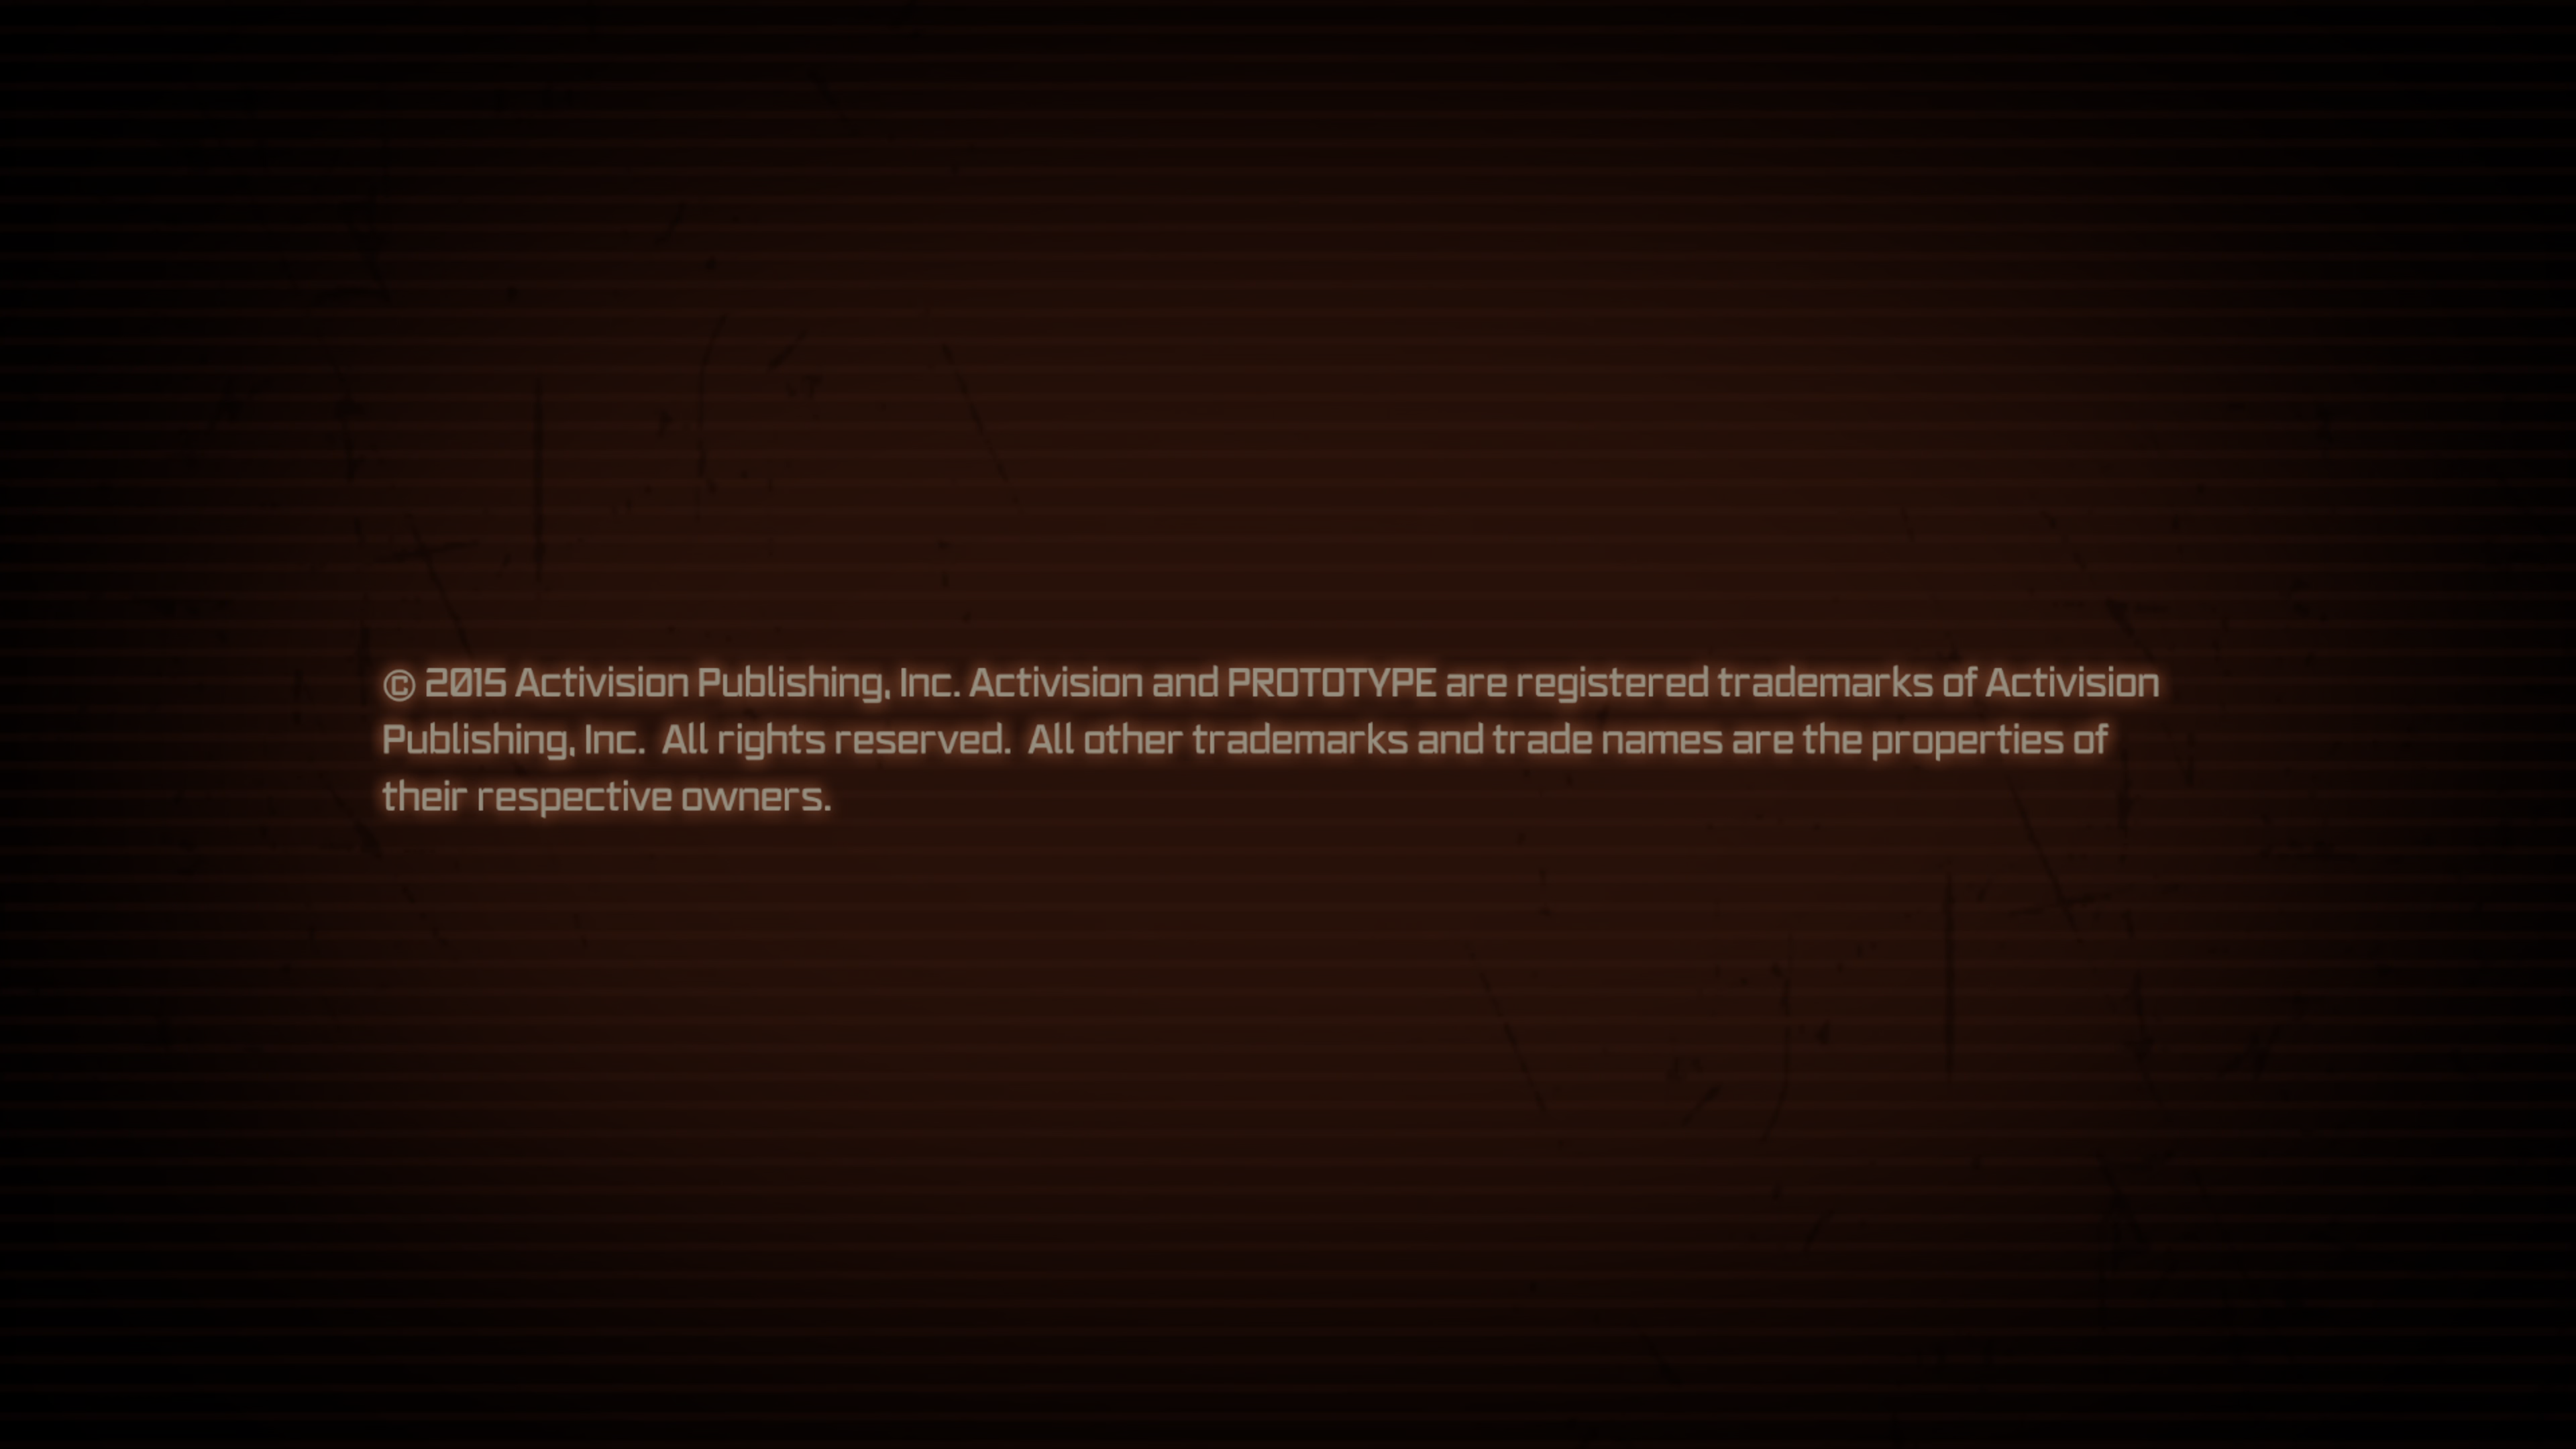 © 2015 Activision Publishing, Inc. Activision and PROTOTYPE are registered trademarks of Activision
Publishing, Inc.  All rights reserved.  All other trademarks and trade names are the properties of
their respective owners.